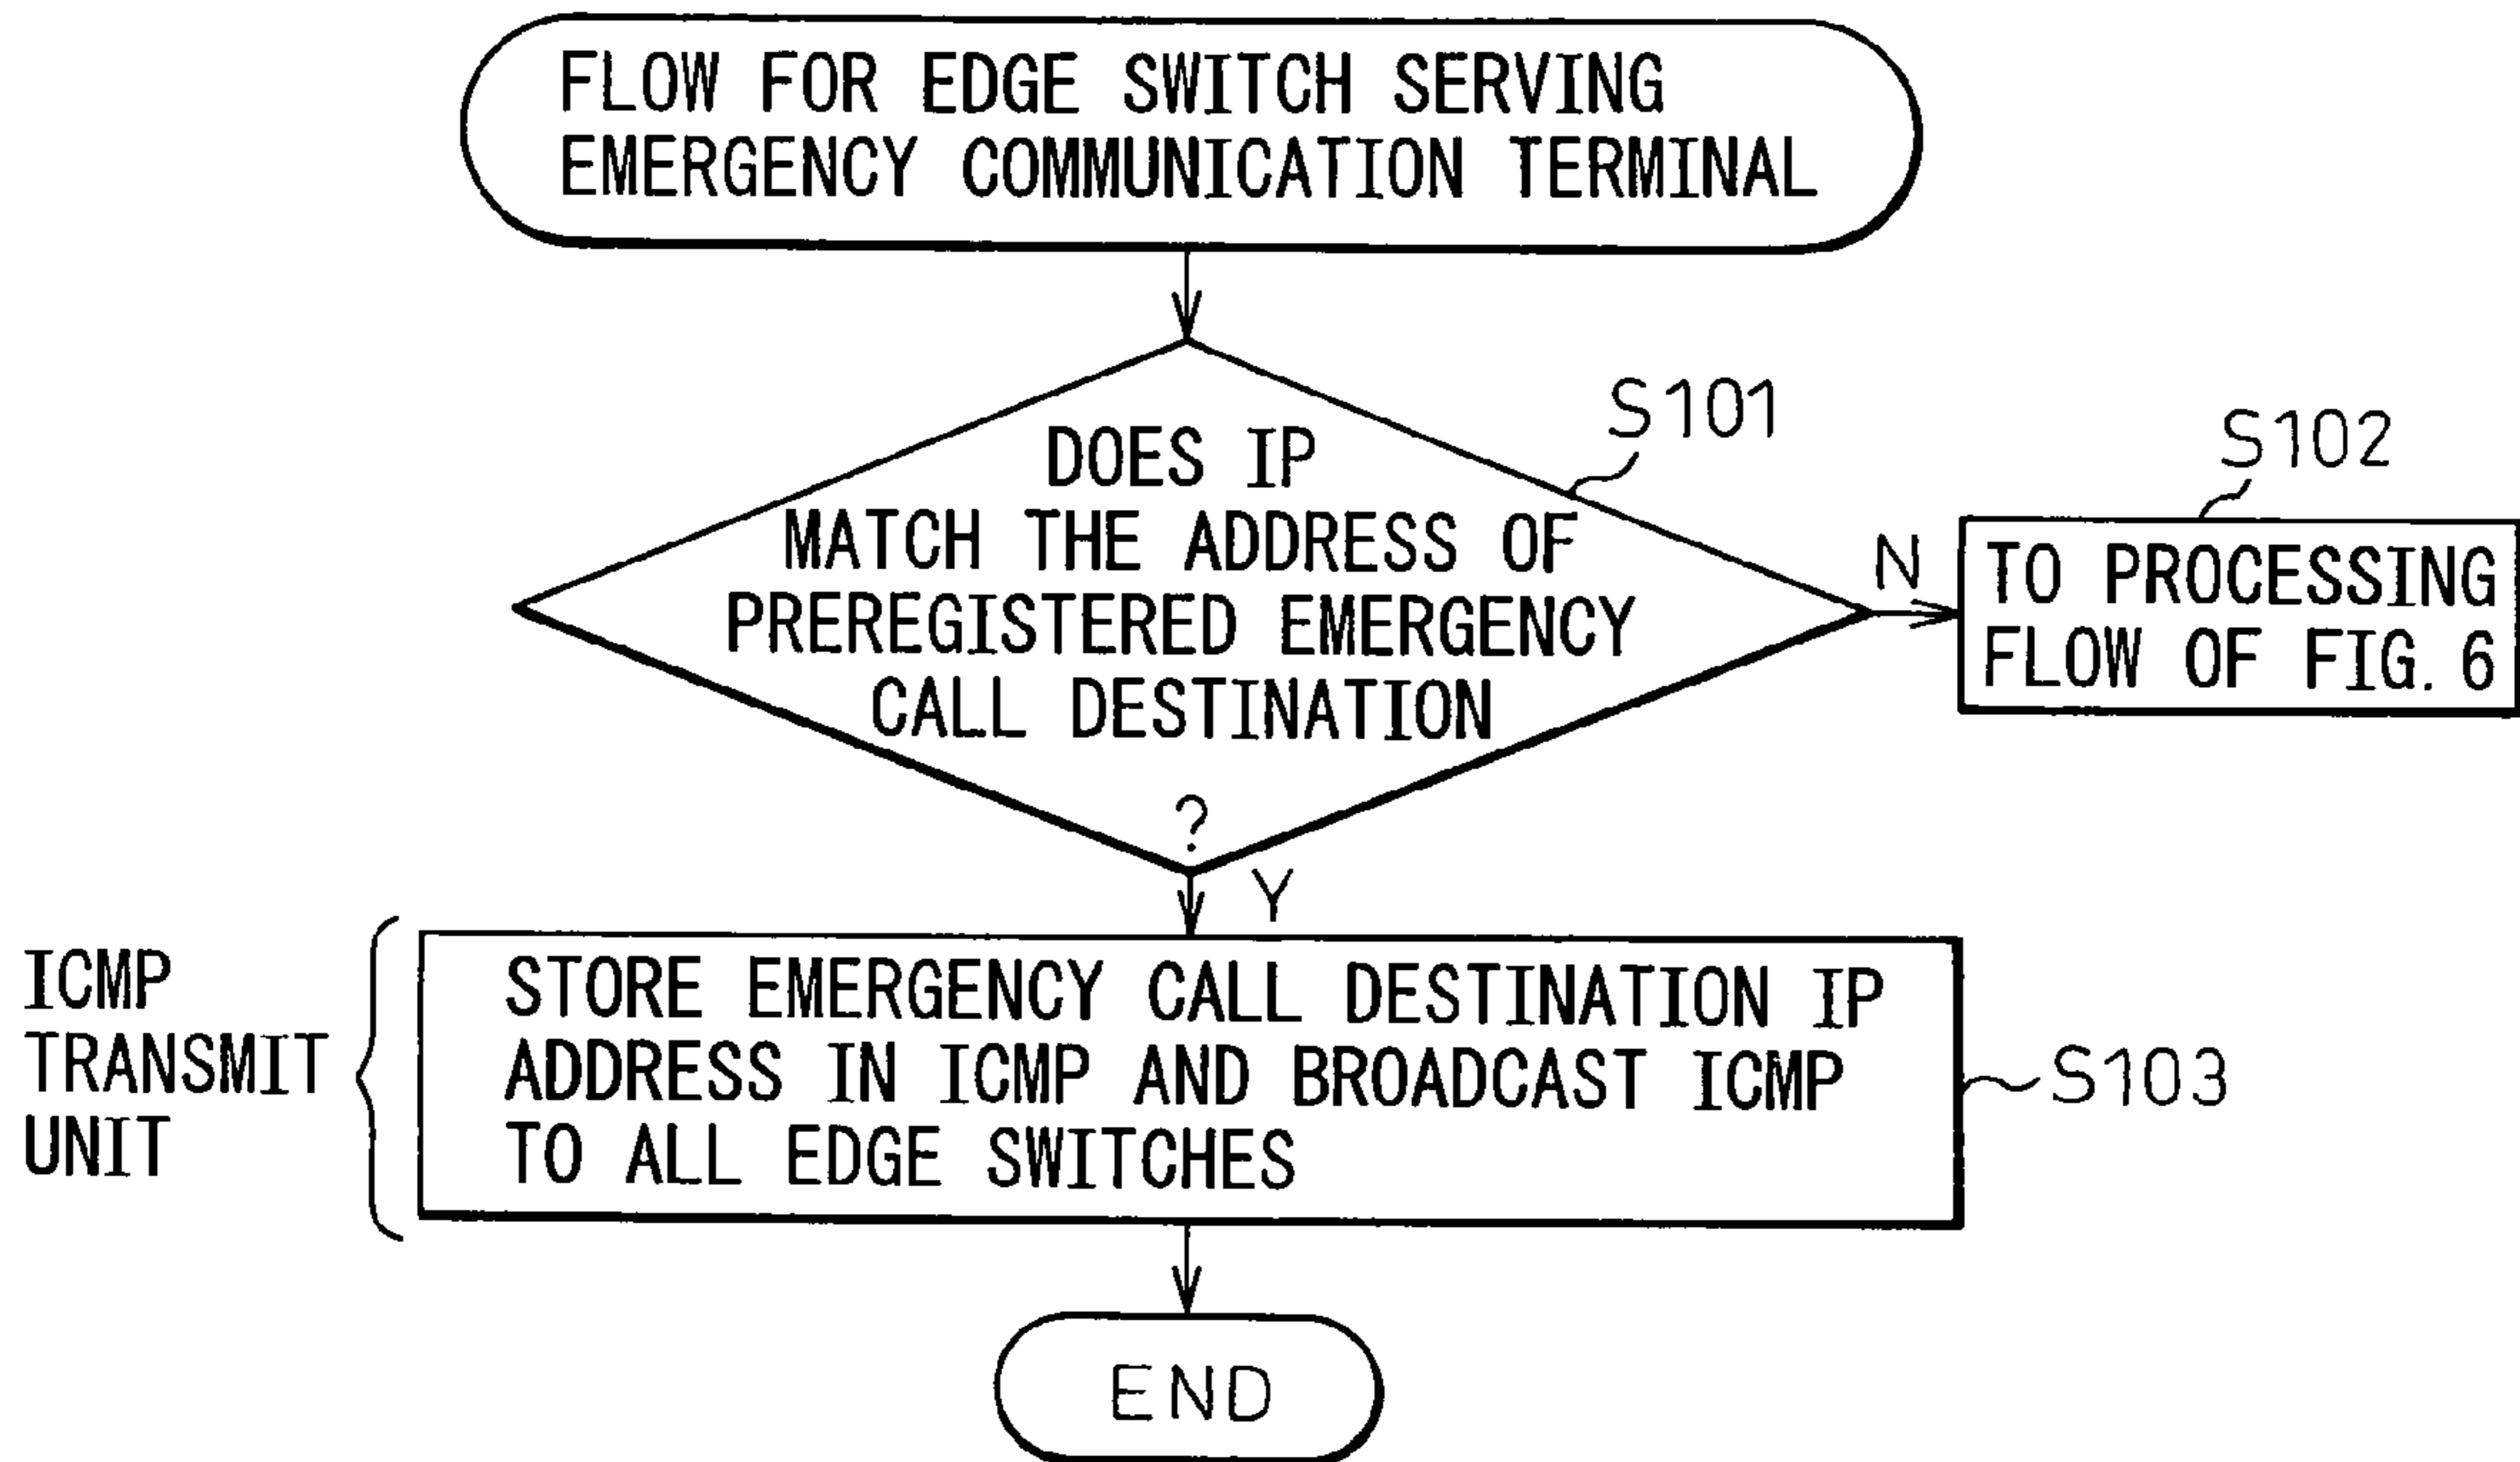 FLOW FOR EDGE SWITCH SERVING
EMERGENCY COMMUNICATION TERMINAL
S101
DOES IP
MATCH THE ADDRESS OF
PREREGISTERED EMERGENCY
CALL DESTINATION
?
N
S102
TO PROCESSING
FLOW OF FIG. 6
Y
ICMP
TRANSMIT
UNIT
STORE EMERGENCY CALL DESTINATION IP
ADDRESS IN ICMP AND BROADCAST ICMP
TO ALL EDGE SWITCHES
S103
END